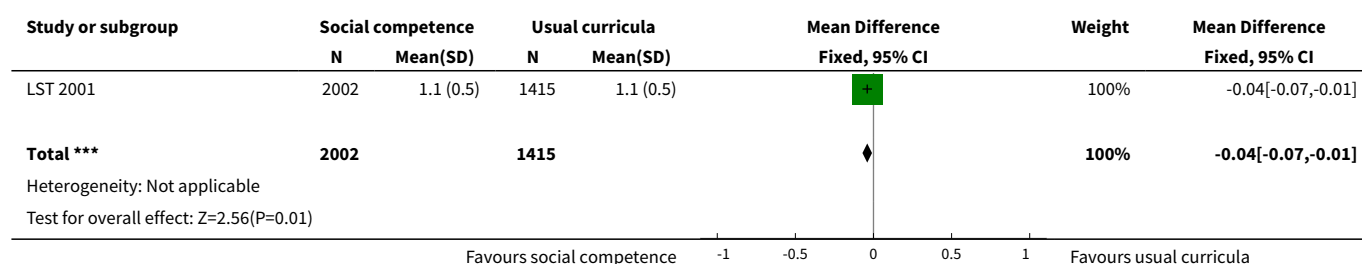 Study or subgroup Social competence Usual curricula Mean Difference Weight Mean Difference
N Mean(SD) N Mean(SD) Fixed, 95% CI Fixed, 95% CI
LST 2001 2002 1.1 (0.5) 1415 1.1 (0.5) 100% -0.04[-0.07,-0.01]
Total *** 2002 1415 100% -0.04[-0.07,-0.01]
Heterogeneity: Not applicable
Test for overall effect: Z=2.56(P=0.01)
Favours social competence -1 -0.5 0 0.5 1 Favours usual curricula